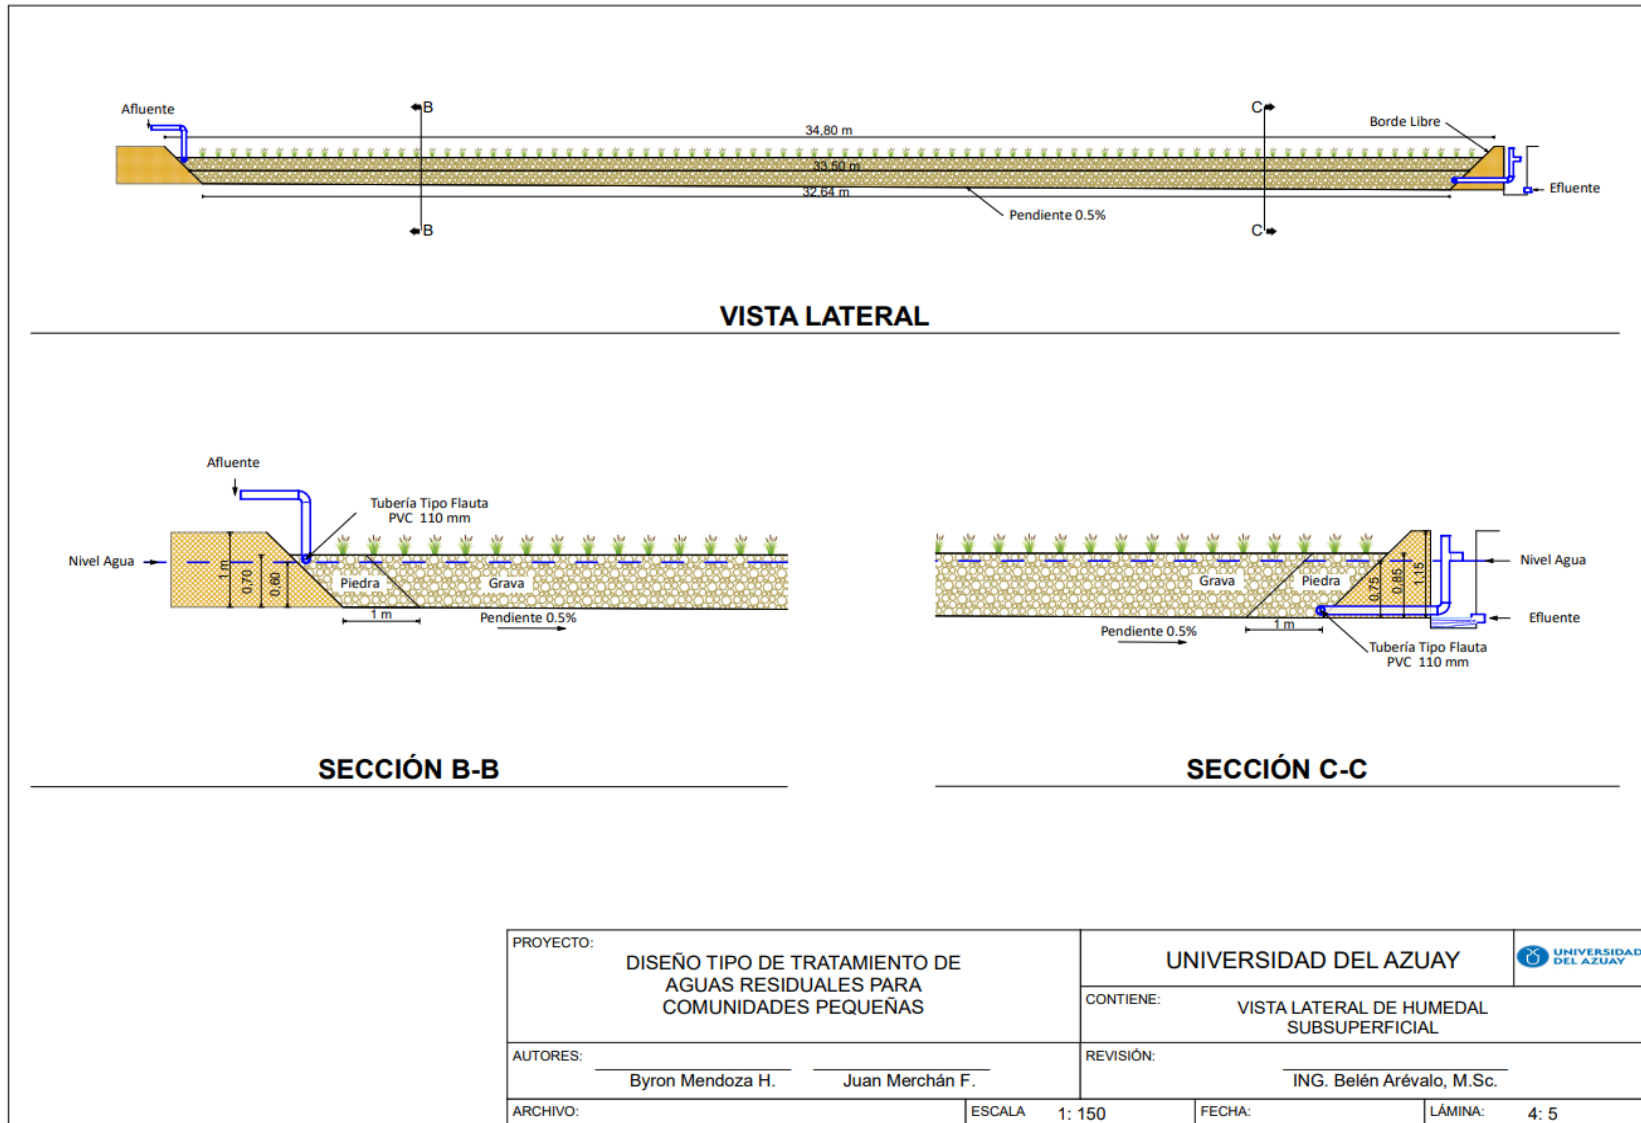 Afluente
B
C
34,80 m
Borde Libre
33,50 m
32,64 m
Efluente
Pendiente 0.5%
B
C
VISTA LATERAL
Afluente
Tubería Tipo Flauta
PVC 110 mm
Nivel Agua
1 m
0,70
0,60
Piedra
Grava
1 m
Pendiente 0.5%
SECCIÓN B-B
Nivel Agua
Grava
Piedra
0,75
0,85
1,15
Efluente
1 m
Pendiente 0.5%
Tubería Tipo Flauta
PVC 110 mm
SECCIÓN C-C
PROYECTO:
DISEÑO TIPO DE TRATAMIENTO DE
AGUAS RESIDUALES PARA
COMUNIDADES PEQUEÑAS
UNIVERSIDAD DEL AZUAY
UNIVERSIDAD
DEL AZUAY
CONTIENE:
VISTA LATERAL DE HUMEDAL
SUBSUPERFICIAL
AUTORES:
Byron Mendoza H.
Juan Merchán F.
REVISIÓN:
ING. Belén Arévalo, M.Sc.
ARCHIVO:
ESCALA 1: 150
FECHA:
LÁMINA: 4: 5